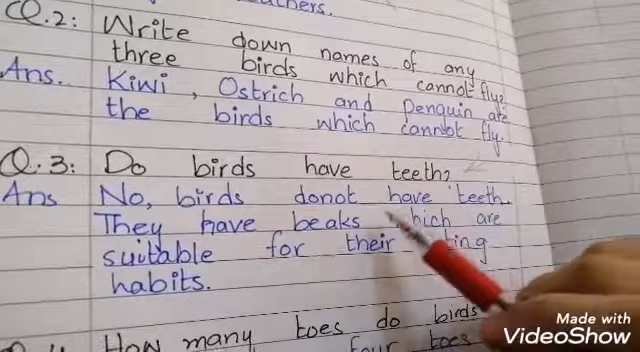 feathers.
Q.2: Write down names of any
three birds which cannot fly?
Ans. Kiwi, Ostrich and Penguin are
the birds which cannot fly.
Q.3: Do birds have teeth?
Ans No, birds donot have teeth.
They have beaks which are
suitable for their
habits.
How many toes do birds
four toes
Made with
VideoShow